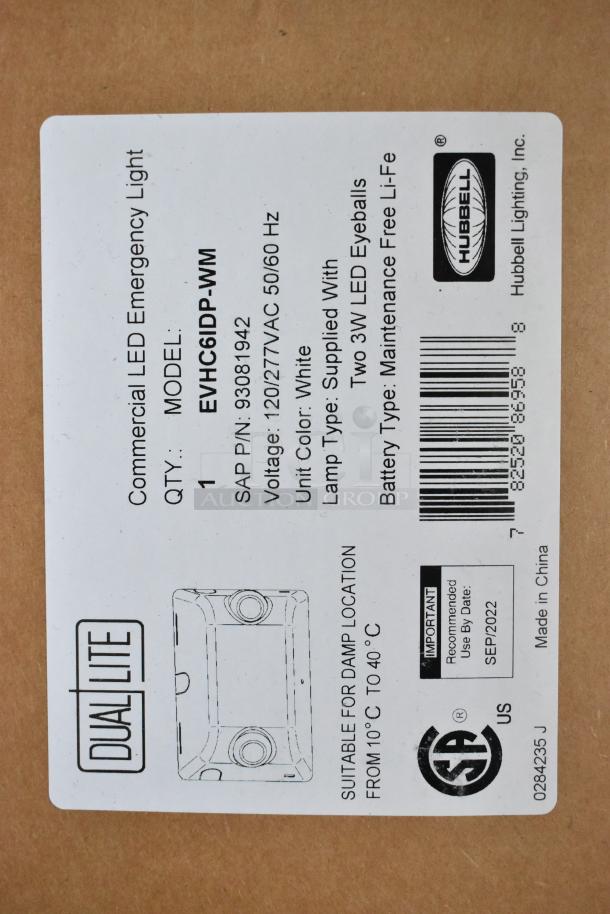 DUAL LITE
Commercial LED Emergency Light
QTY.: MODEL:
1 EVHC6IDP-WM
SAP P/N: 93081942
Voltage: 120/277VAC 50/60 Hz
Unit Color: White
Lamp Type: Supplied With
Two 3W LED Eyeballs
Battery Type: Maintenance Free Li-Fe
SUITABLE FOR DAMP LOCATION
FROM 10°C TO 40°C
SA ®
US
IMPORTANT
Recommended
Use By Date:
SEP/2022
7 82520 86958 8
HUBBELL ®
Hubbell Lighting, Inc.
0284235 J
Made in China
AUCTION GROUP